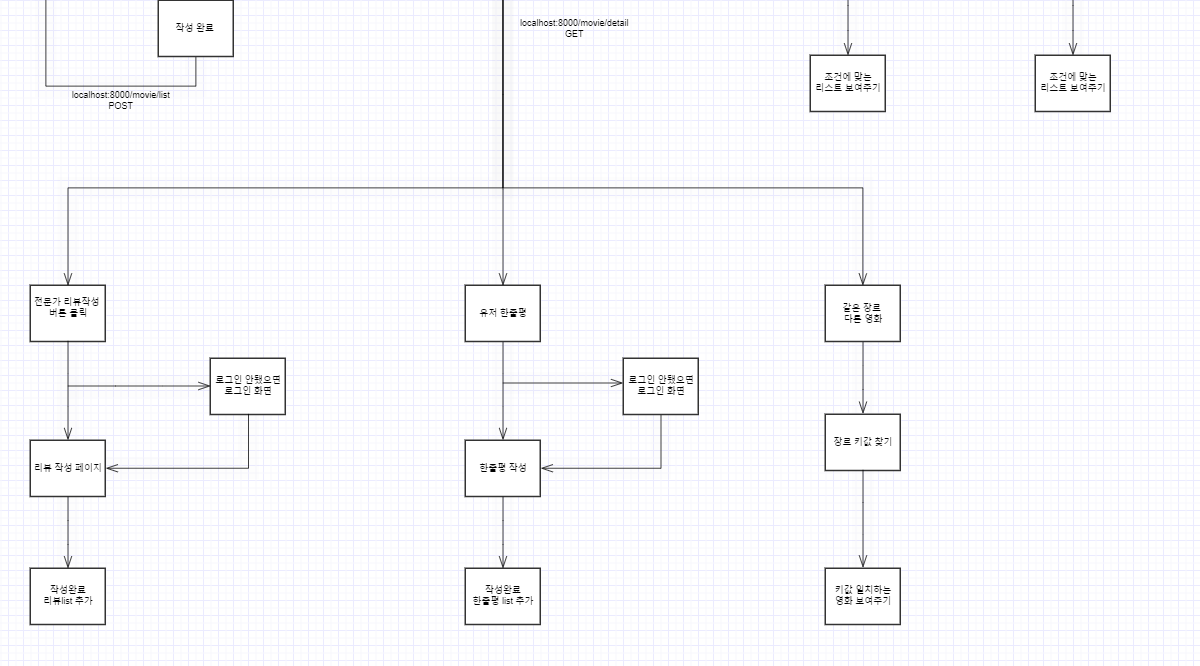 작성 완료
localhost:8000/movie/list
POST
localhost:8000/movie/detail
GET
조건에 맞는
리스트 보여주기
조건에 맞는
리스트 보여주기
전문가 리뷰작성
버튼 클릭
로그인 안됐으면
로그인 화면
리뷰 작성 페이지
작성완료
리뷰list 추가
유저 한줄평
로그인 안됐으면
로그인 화면
한줄평 작성
작성완료
한줄평 list 추가
같은 장르
다른 영화
장르 키값 찾기
키값 일치하는
영화 보여주기